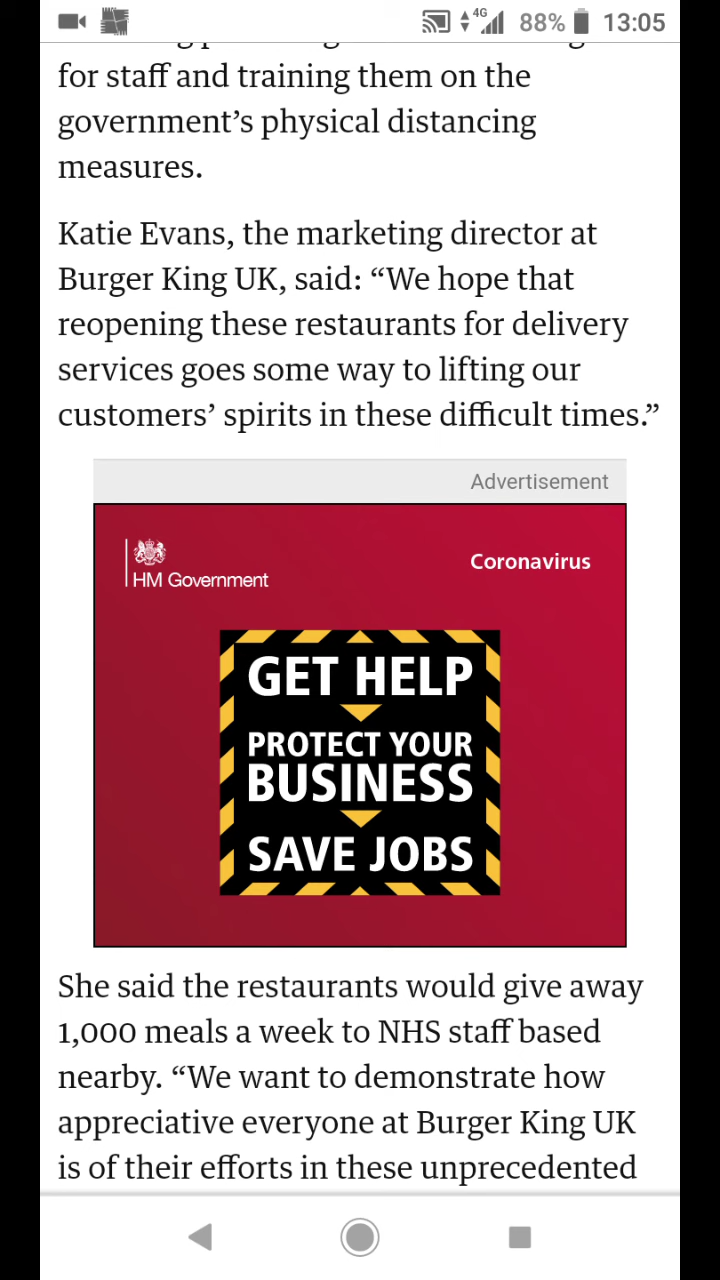 4G 88% 13:05
for staff and training them on the
government’s physical distancing
measures.
Katie Evans, the marketing director at
Burger King UK, said: “We hope that
reopening these restaurants for delivery
services goes some way to lifting our
customers’ spirits in these difficult times.”
Advertisement
HM Government
Coronavirus
GET HELP
PROTECT YOUR
BUSINESS
SAVE JOBS
She said the restaurants would give away
1,000 meals a week to NHS staff based
nearby. “We want to demonstrate how
appreciative everyone at Burger King UK
is of their efforts in these unprecedented